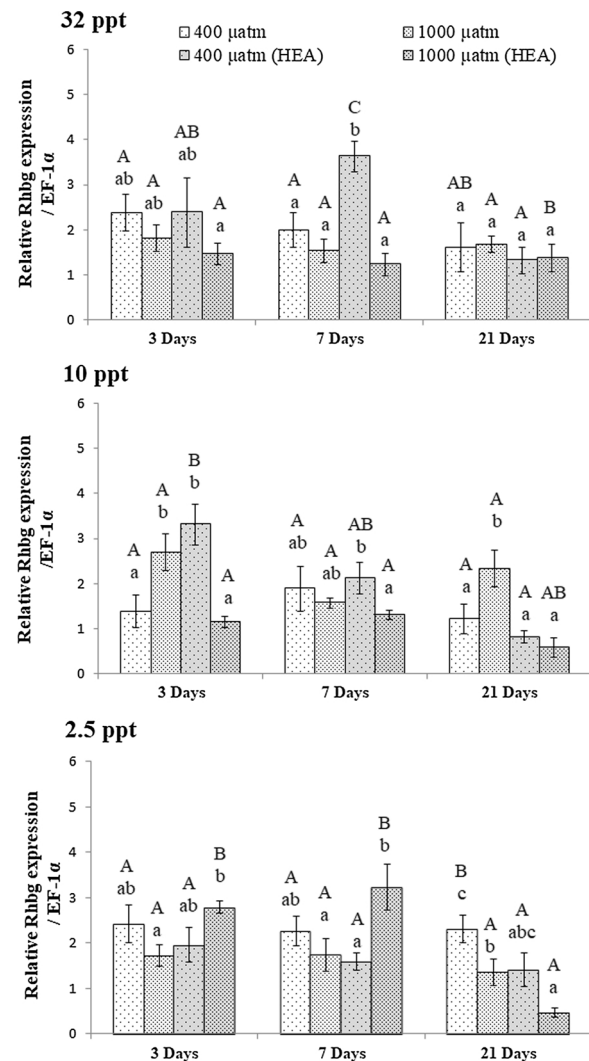 32 ppt
400 µatm
1000 µatm
400 µatm (HEA)
1000 µatm (HEA)
Relative Rhbg expression
/ EF-1α
6
5
4
3
2
1
0
A
ab
A
ab
AB
ab
A
a
A
a
A
a
C
b
A
a
AB
a
A
a
A
a
B
a
3 Days
7 Days
21 Days
10 ppt
Relative Rhbg expression
/EF-1α
6
5
4
3
2
1
0
A
a
A
b
B
b
A
a
A
ab
A
ab
AB
b
A
a
A
a
A
b
A
a
AB
a
3 Days
7 Days
21 Days
2.5 ppt
Relative Rhbg expression
/ EF-1α
6
5
4
3
2
1
0
A
ab
A
a
A
ab
B
b
A
ab
A
a
A
a
B
b
B
c
A
b
A
abc
A
a
3 Days
7 Days
21 Days